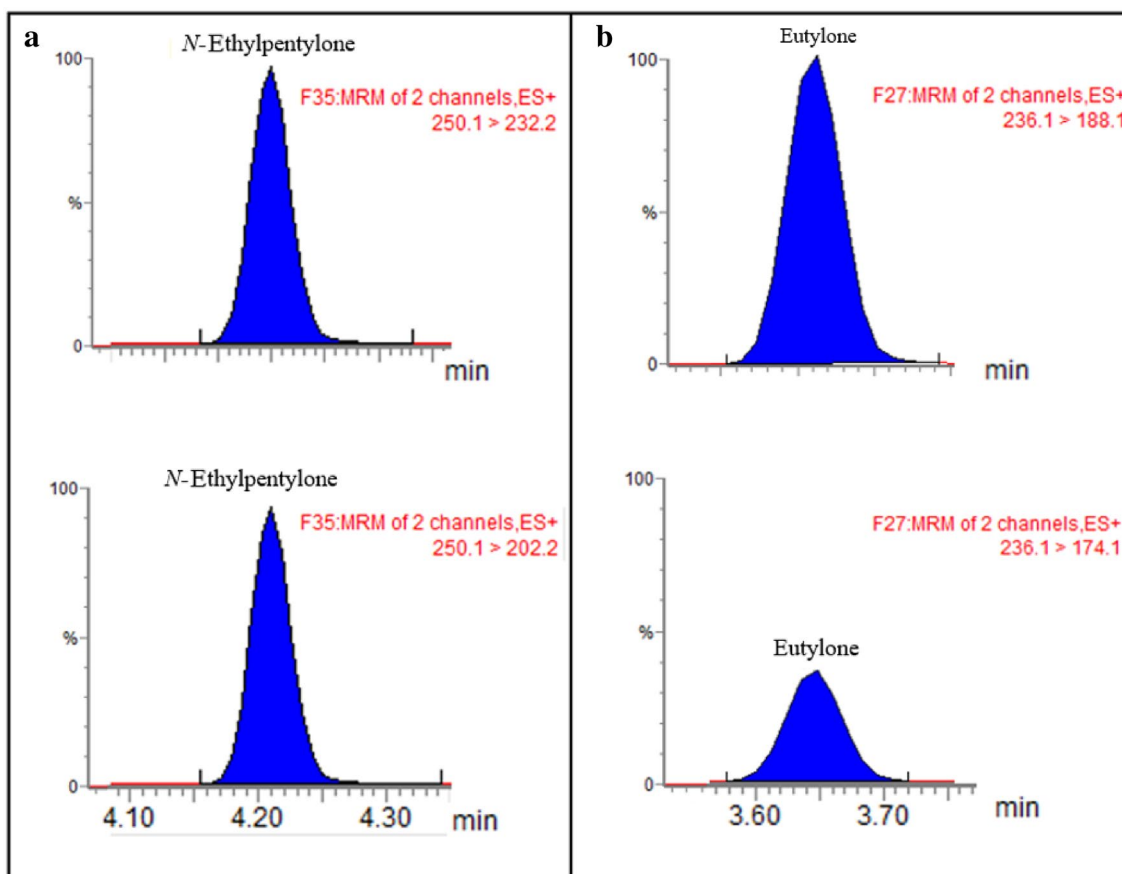 a
N-Ethylpentylone
100
F35:MRM of 2 channels,ES+
250.1 > 232.2
%
0
min
N-Ethylpentylone
100
F35:MRM of 2 channels,ES+
250.1 > 202.2
%
0
4.10 4.20 4.30 min
b
Eutylone
100
F27:MRM of 2 channels,ES+
236.1 > 188.1
%
0
min
100
F27:MRM of 2 channels,ES+
236.1 > 174.1
%
Eutylone
0
3.60 3.70 min